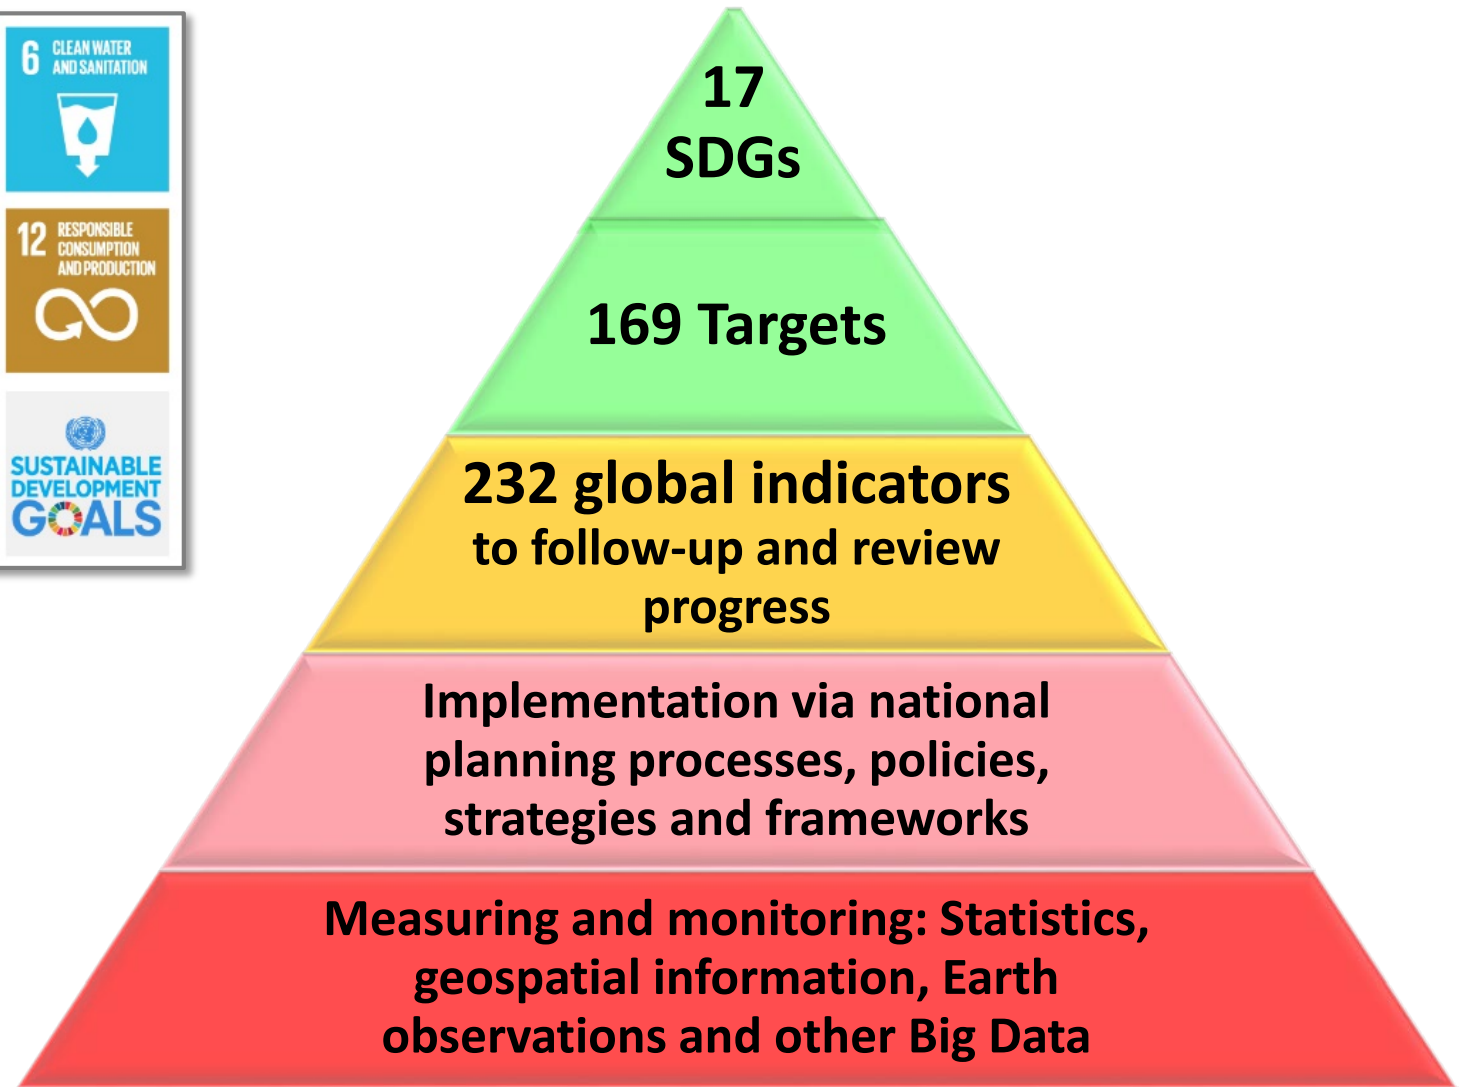 6 CLEAN WATER
AND SANITATION
12 RESPONSIBLE
CONSUMPTION
AND PRODUCTION
SUSTAINABLE
DEVELOPMENT
GOALS
17
SDGs
169 Targets
232 global indicators
to follow-up and review
progress
Implementation via national
planning processes, policies,
strategies and frameworks
Measuring and monitoring: Statistics,
geospatial information, Earth
observations and other Big Data